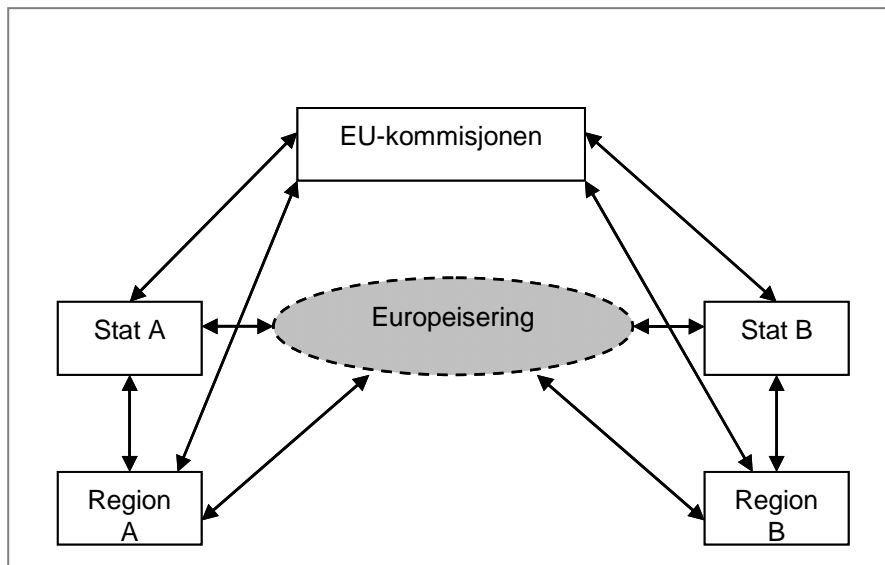 EU-kommisjonen
Europeisering
Stat A
Stat B
Region
A
Region
B